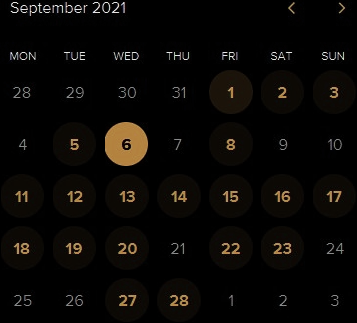 September 2021
MON TUE WED THU FRI SAT SUN
28 29 30 31 1 2 3
4 5 6 7 8 9 10
11 12 13 14 15 16 17
18 19 20 21 22 23 24
25 26 27 28 1 2 3